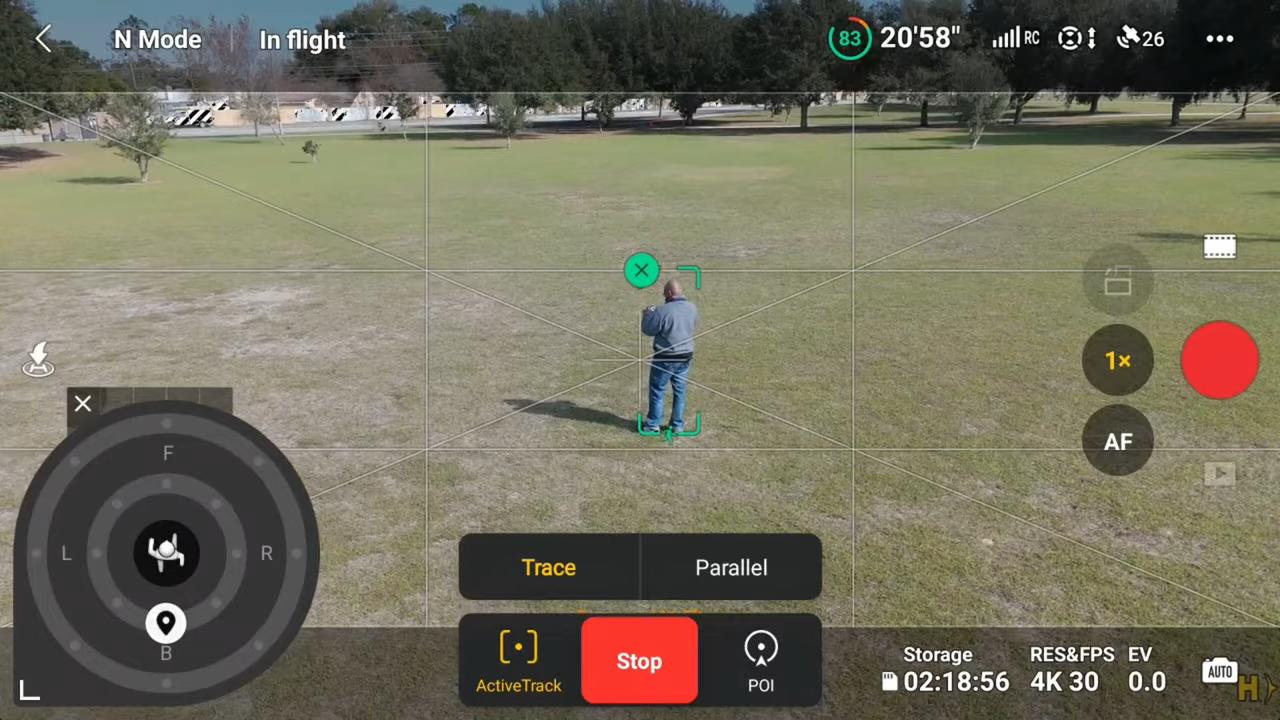 N Mode
In flight
83
20'58"
RC
26
F
L
R
B
1×
AF
Trace
Parallel
ActiveTrack
Stop
POI
Storage
02:18:56
RES&FPS
4K 30
EV
0.0
AUTO
H